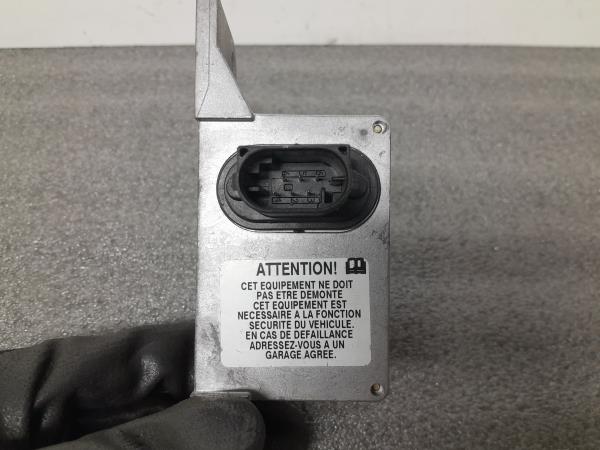 ATTENTION!
CET EQUIPEMENT NE DOIT
PAS ETRE DEMONTE
CET EQUIPEMENT EST
NECESSAIRE A LA FONCTION
SECURITE DU VEHICULE.
EN CAS DE DEFAILLANCE
ADRESSEZ-VOUS A UN
GARAGE AGREE.